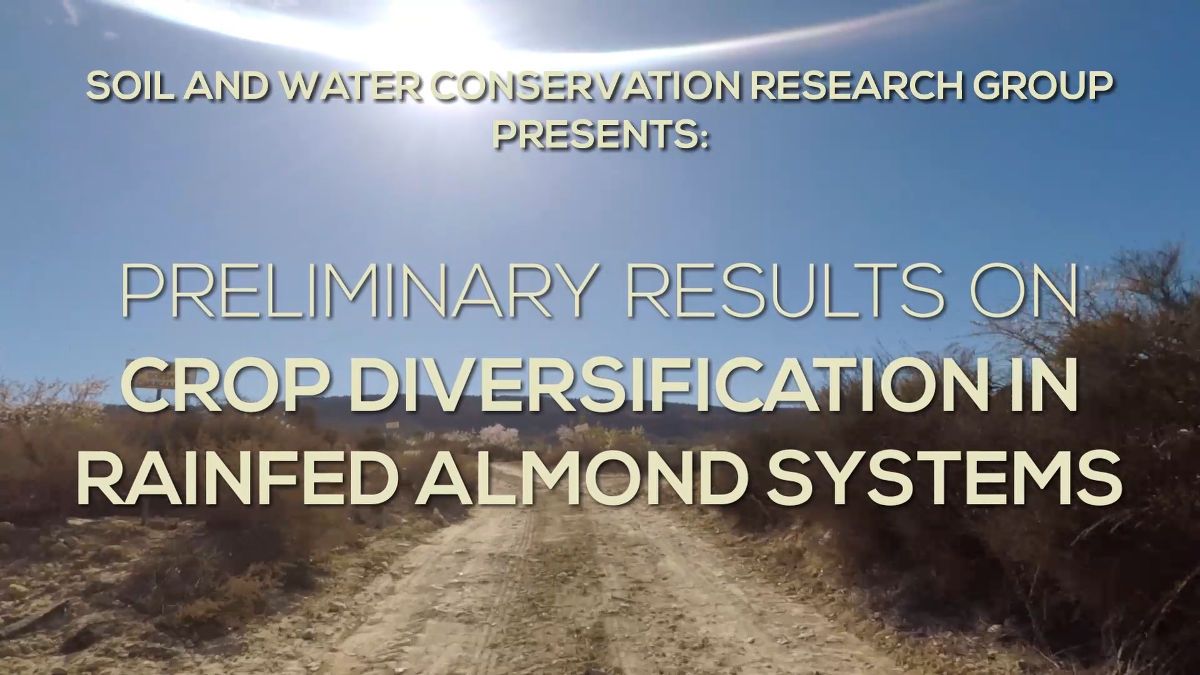 SOIL AND WATER CONSERVATION RESEARCH GROUP
PRESENTS:
PRELIMINARY RESULTS ON
CROP DIVERSIFICATION IN
RAINFED ALMOND SYSTEMS